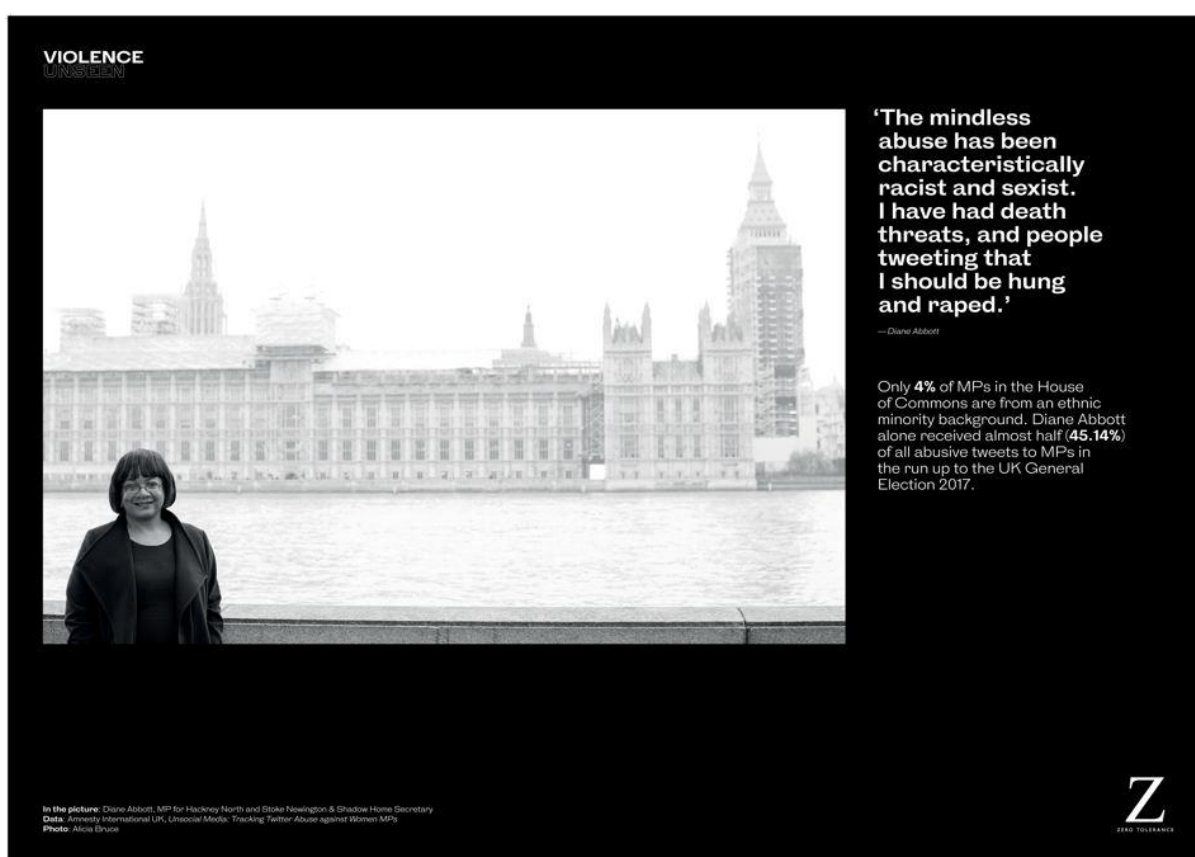 VIOLENCE
UNSEEN
‘The mindless
abuse has been
characteristically
racist and sexist.
I have had death
threats, and people
tweeting that
I should be hung
and raped.’
—Diane Abbott
Only 4% of MPs in the House
of Commons are from an ethnic
minority background. Diane Abbott
alone received almost half (45.14%)
of all abusive tweets to MPs in
the run up to the UK General
Election 2017.
In the picture: Diane Abbott, MP for Hackney North and Stoke Newington & Shadow Home Secretary
Data: Amnesty International UK, Unsocial Media: Tracking Twitter Abuse against Women MPs
Photo: Alicia Bruce
Z
ZERO TOLERANCE